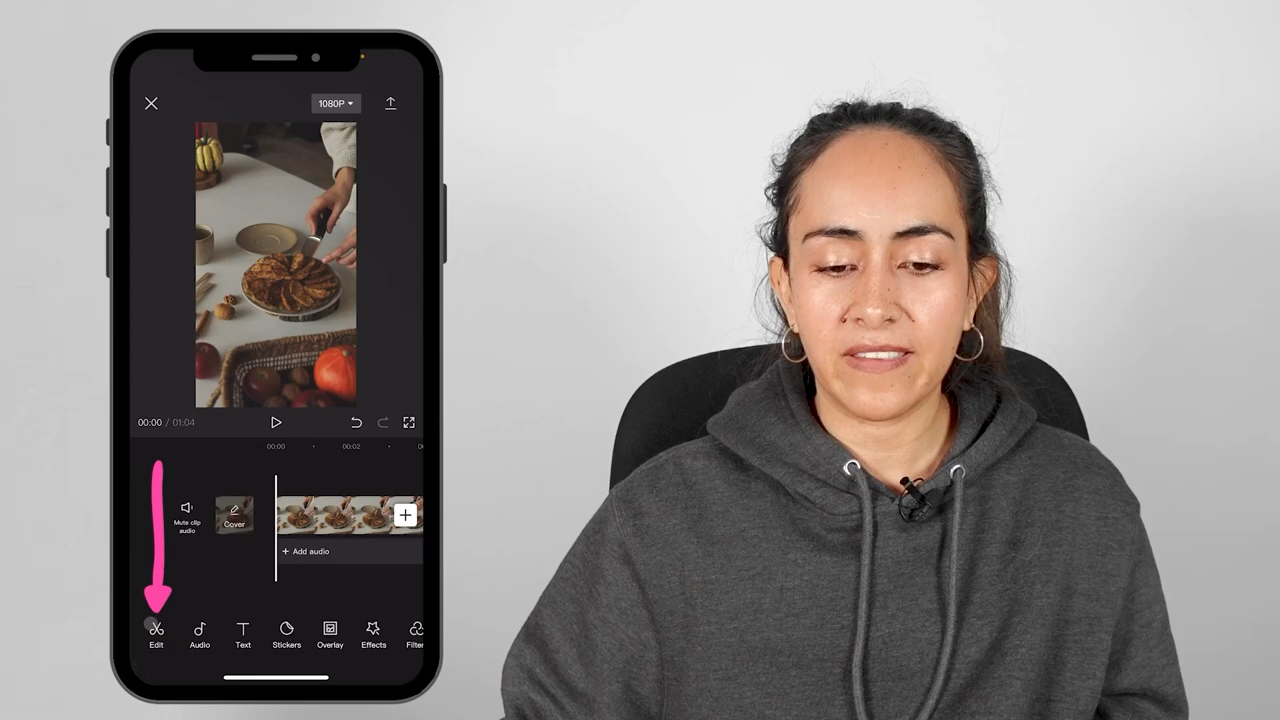 1080P
00:00 / 01:04
00:00
00:02
Mute clip
audio
Cover
+ Add audio
Edit
Audio
Text
Stickers
Overlay
Effects
Filter